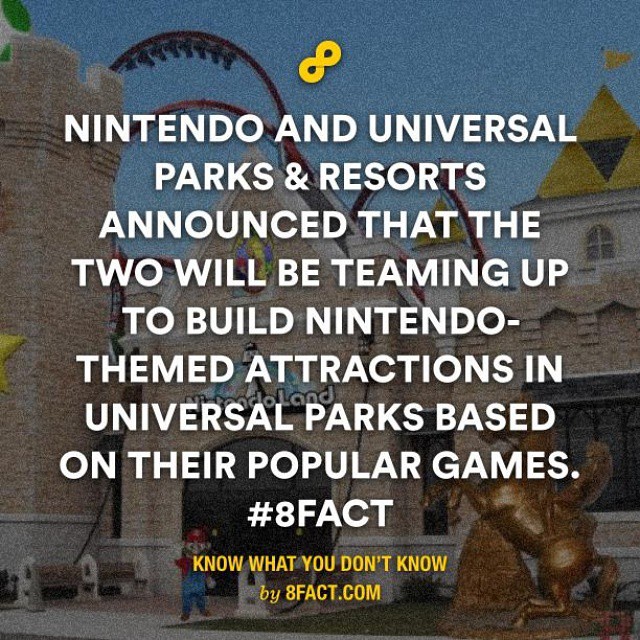 NINTENDO AND UNIVERSAL
PARKS & RESORTS
ANNOUNCED THAT THE
TWO WILL BE TEAMING UP
TO BUILD NINTENDO-
THEMED ATTRACTIONS IN
UNIVERSAL PARKS BASED
ON THEIR POPULAR GAMES.
#8FACT
NintendoLand
KNOW WHAT YOU DON'T KNOW
by 8FACT.COM